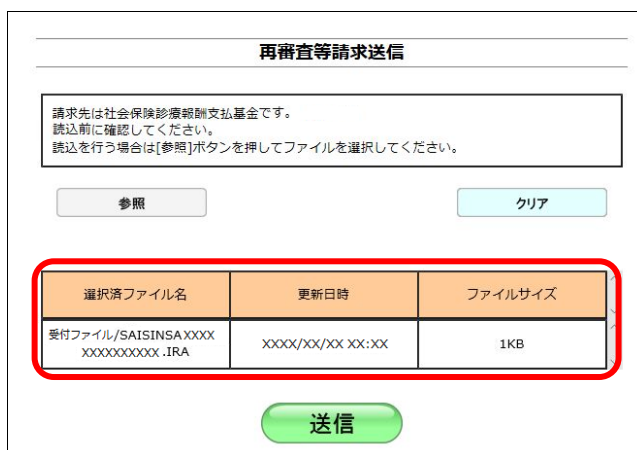 再審査等請求送信
請求先は社会保険診療報酬支払基金です。
読込前に確認してください。
読込を行う場合は[参照]ボタンを押してファイルを選択してください。
参照
クリア
選択済ファイル名
更新日時
ファイルサイズ
受付ファイル/SAISINSAXXXX
XXXXXXXXXX .IRA
XXXX/XX/XX XX:XX
1KB
送信